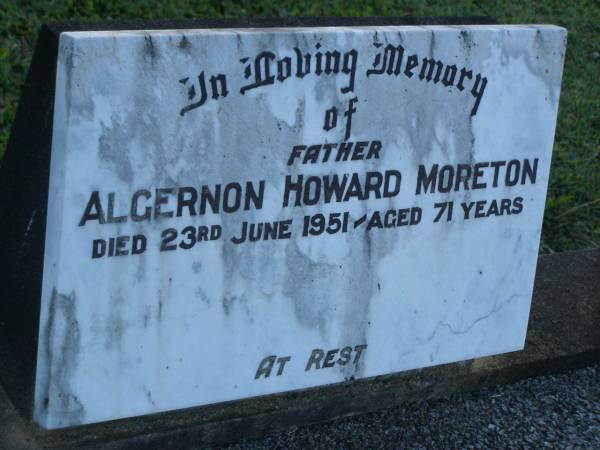 In Loving Memory
of
FATHER
ALGERNON HOWARD MORETON
DIED 23RD JUNE 1951 - AGED 71 YEARS
AT REST